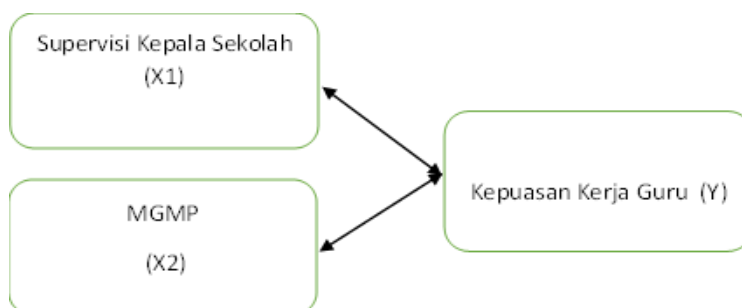 Supervisi Kepala Sekolah
(X1)
MGMP
(X2)
Kepuasan Kerja Guru (Y)